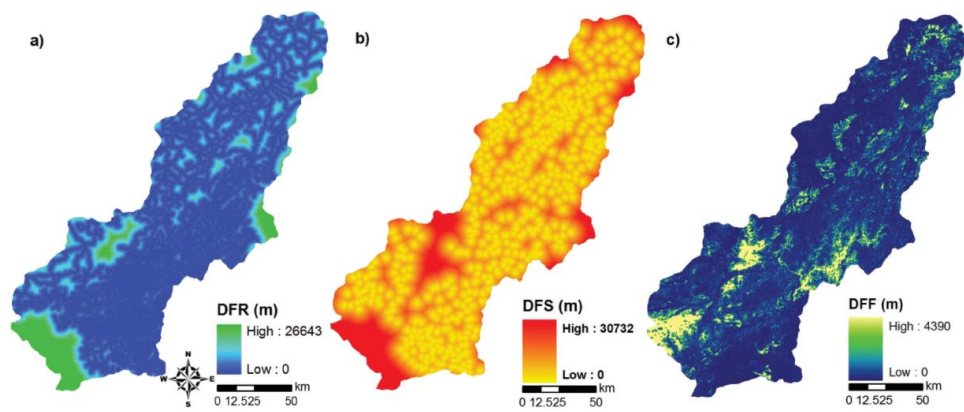 a)
b)
c)
DFR (m)
High : 26643
Low : 0
N
W E
S
km
0 12.525 50
DFS (m)
High : 30732
Low : 0
km
0 12.525 50
DFF (m)
High : 4390
Low : 0
km
0 12.525 50